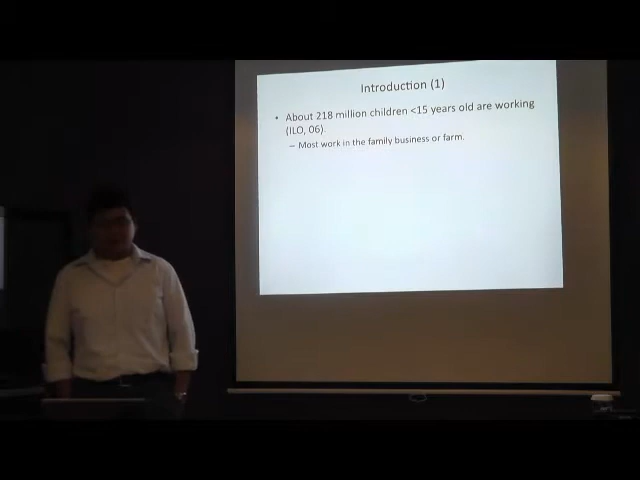 Introduction (1)
• About 218 million children <15 years old are working
(ILO, 06).
– Most work in the family business or farm.